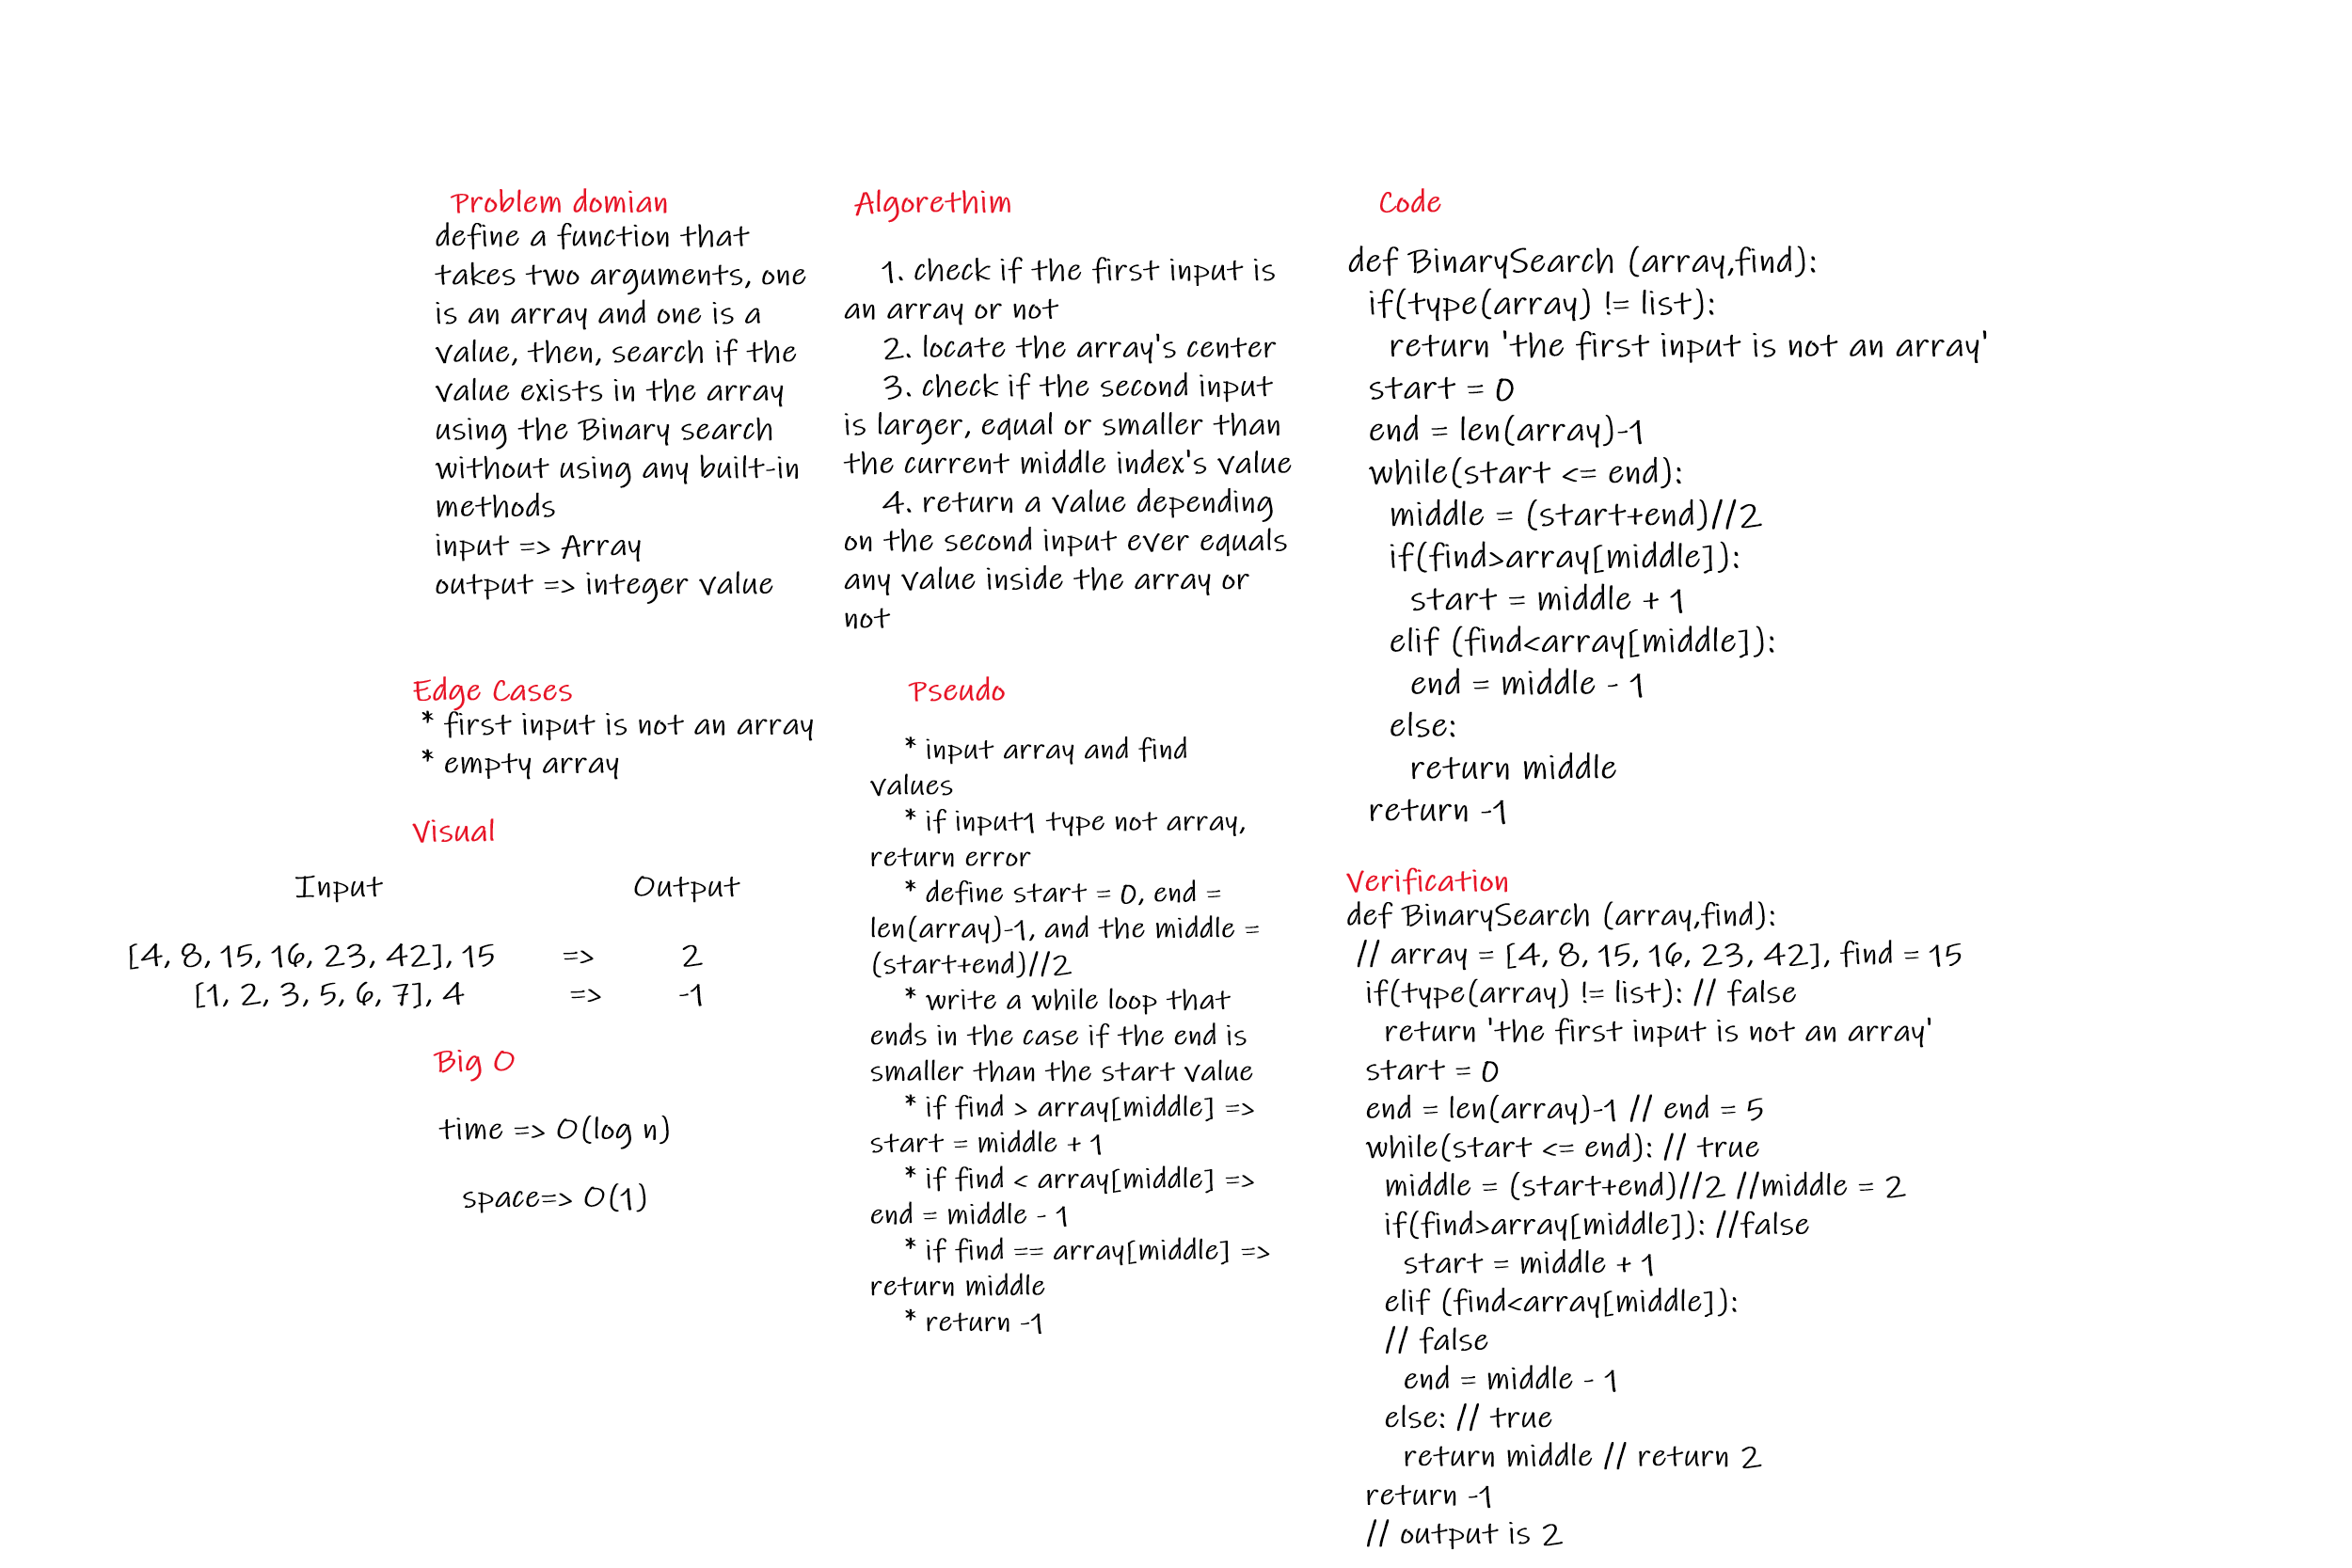 Problem domian
define a function that
takes two arguments, one
is an array and one is a
value, then, search if the
value exists in the array
using the Binary search
without using any built-in
methods
input => Array
output => integer value
Edge Cases
* first input is not an array
* empty array
Visual
Input Output
[4, 8, 15, 16, 23, 42], 15 => 2
[1, 2, 3, 5, 6, 7], 4 => -1
Big O
time => O(log n)
space=> O(1)
Algorethim
1. check if the first input is
an array or not
2. locate the array's center
3. check if the second input
is larger, equal or smaller than
the current middle index's value
4. return a value depending
on the second input ever equals
any value inside the array or
not
Pseudo
* input array and find
values
* if input1 type not array,
return error
* define start = 0, end =
len(array)-1, and the middle =
(start+end)//2
* write a while loop that
ends in the case if the end is
smaller than the start value
* if find > array[middle] =>
start = middle + 1
* if find < array[middle] =>
end = middle - 1
* if find == array[middle] =>
return middle
* return -1
Code
def BinarySearch (array,find):
if(type(array) != list):
return 'the first input is not an array'
start = 0
end = len(array)-1
while(start <= end):
middle = (start+end)//2
if(find>array[middle]):
start = middle + 1
elif (find<array[middle]):
end = middle - 1
else:
return middle
return -1
Verification
def BinarySearch (array,find):
// array = [4, 8, 15, 16, 23, 42], find = 15
if(type(array) != list): // false
return 'the first input is not an array'
start = 0
end = len(array)-1 // end = 5
while(start <= end): // true
middle = (start+end)//2 //middle = 2
if(find>array[middle]): //false
start = middle + 1
elif (find<array[middle]):
// false
end = middle - 1
else: // true
return middle // return 2
return -1
// output is 2